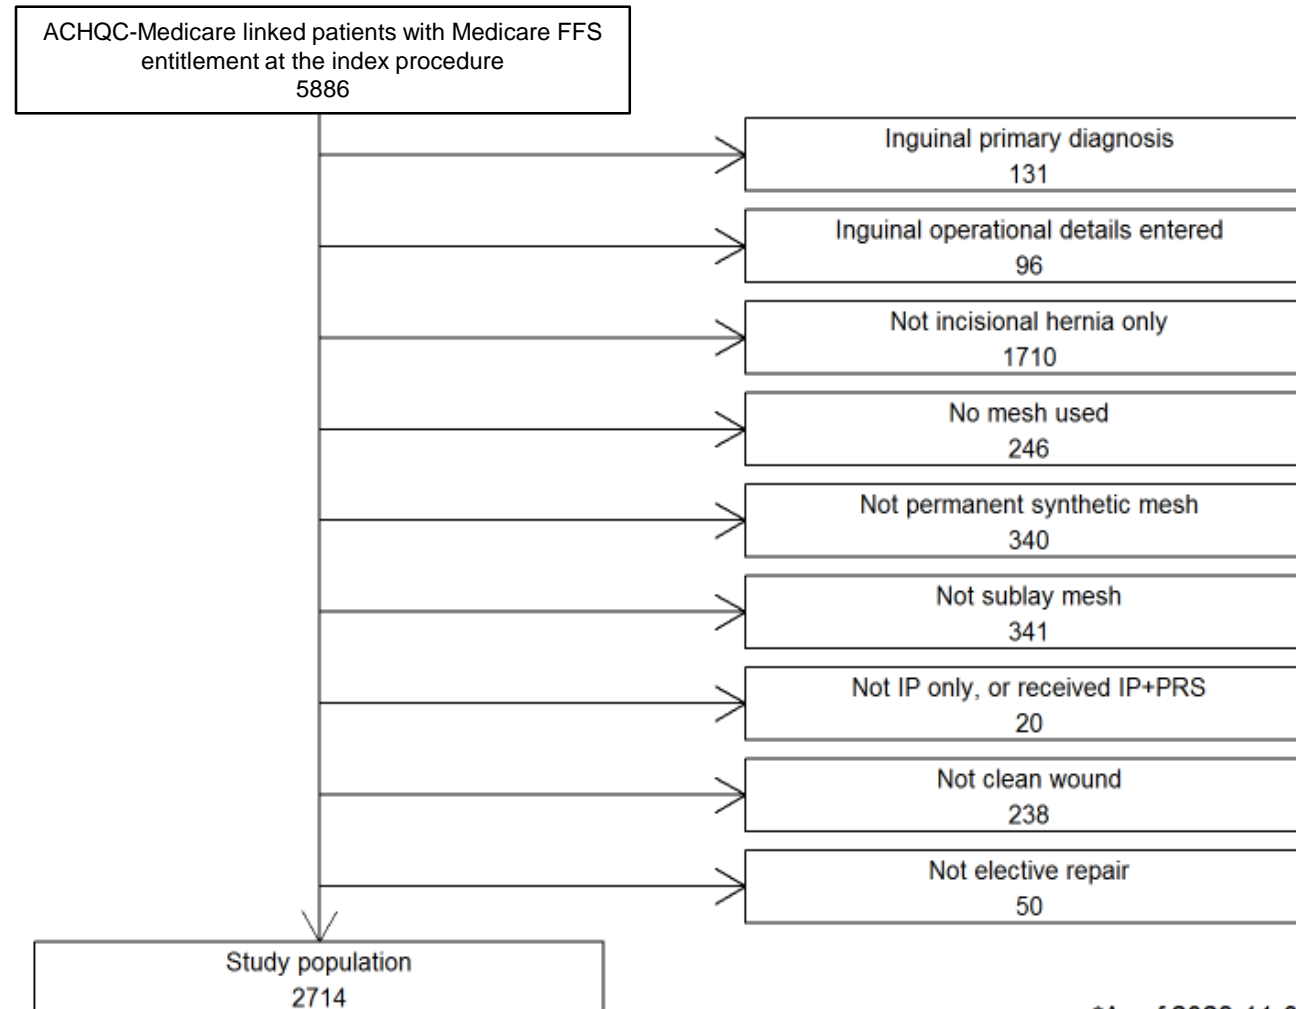 ACHQC-Medicare linked patients with Medicare FFS
entitlement at the index procedure
5886
Inguinal primary diagnosis
131
Inguinal operational details entered
96
Not incisional hernia only
1710
No mesh used
246
Not permanent synthetic mesh
340
Not sublay mesh
341
Not IP only, or received IP+PRS
20
Not clean wound
238
Not elective repair
50
Study population
2714